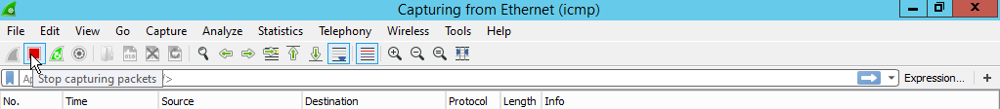 Capturing from Ethernet (icmp)
File Edit View Go Capture Analyze Statistics Telephony Wireless Tools Help
Ap Stop capturing packets /> Expression... +
No. Time Source Destination Protocol Length Info